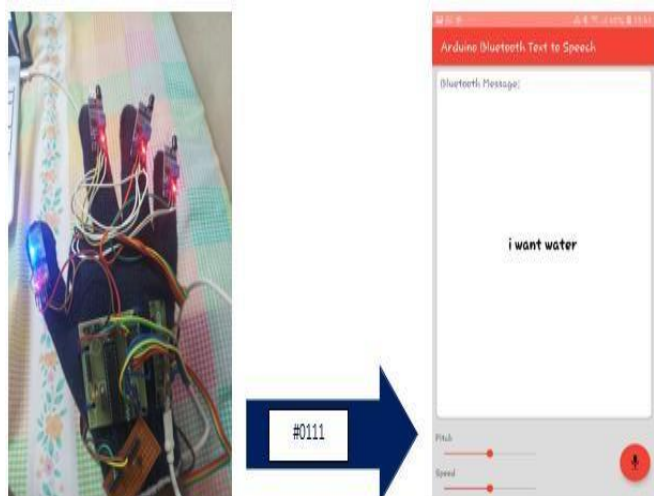 #0111
Arduino Bluetooth Text to Speech
Bluetooth Message:
i want water
Pitch
Speed